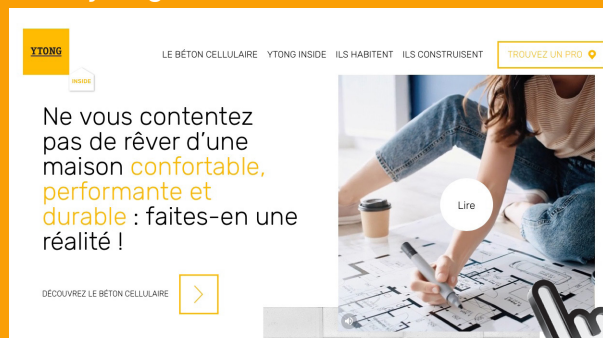 YTONG
INSIDE
LE BÉTON CELLULAIRE YTONG INSIDE ILS HABITENT ILS CONSTRUISENT TROUVEZ UN PRO
Ne vous contentez
pas de rêver d’une
maison confortable,
performante et
durable : faites-en une
réalité !
Lire
DÉCOUVREZ LE BÉTON CELLULAIRE